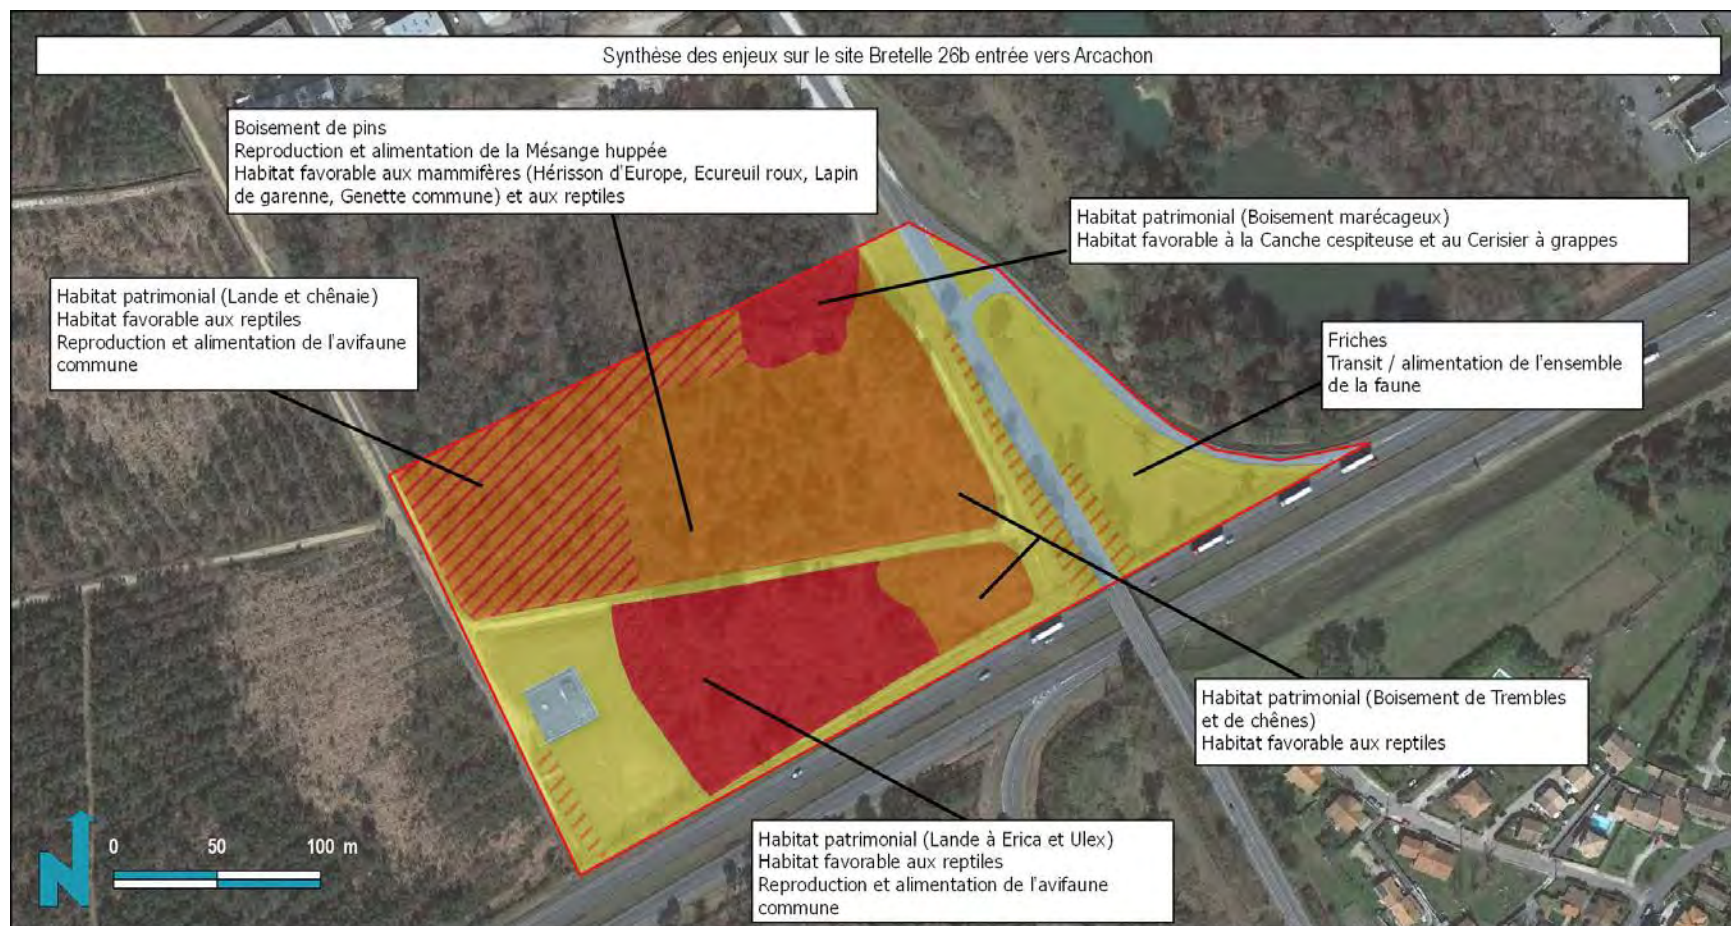 Synthèse des enjeux sur le site Bretelle 26b entrée vers Arcachon
Boisement de pins
Reproduction et alimentation de la Mésange huppée
Habitat favorable aux mammifères (Hérisson d'Europe, Ecureuil roux, Lapin
de garenne, Genette commune) et aux reptiles
Habitat patrimonial (Boisement marécageux)
Habitat favorable à la Canche cespiteuse et au Cerisier à grappes
Habitat patrimonial (Lande et chênaie)
Habitat favorable aux reptiles
Reproduction et alimentation de l'avifaune
commune
Friches
Transit / alimentation de l'ensemble
de la faune
Habitat patrimonial (Boisement de Trembles
et de chênes)
Habitat favorable aux reptiles
Habitat patrimonial (Lande à Erica et Ulex)
Habitat favorable aux reptiles
Reproduction et alimentation de l'avifaune
commune
N
0 50 100 m